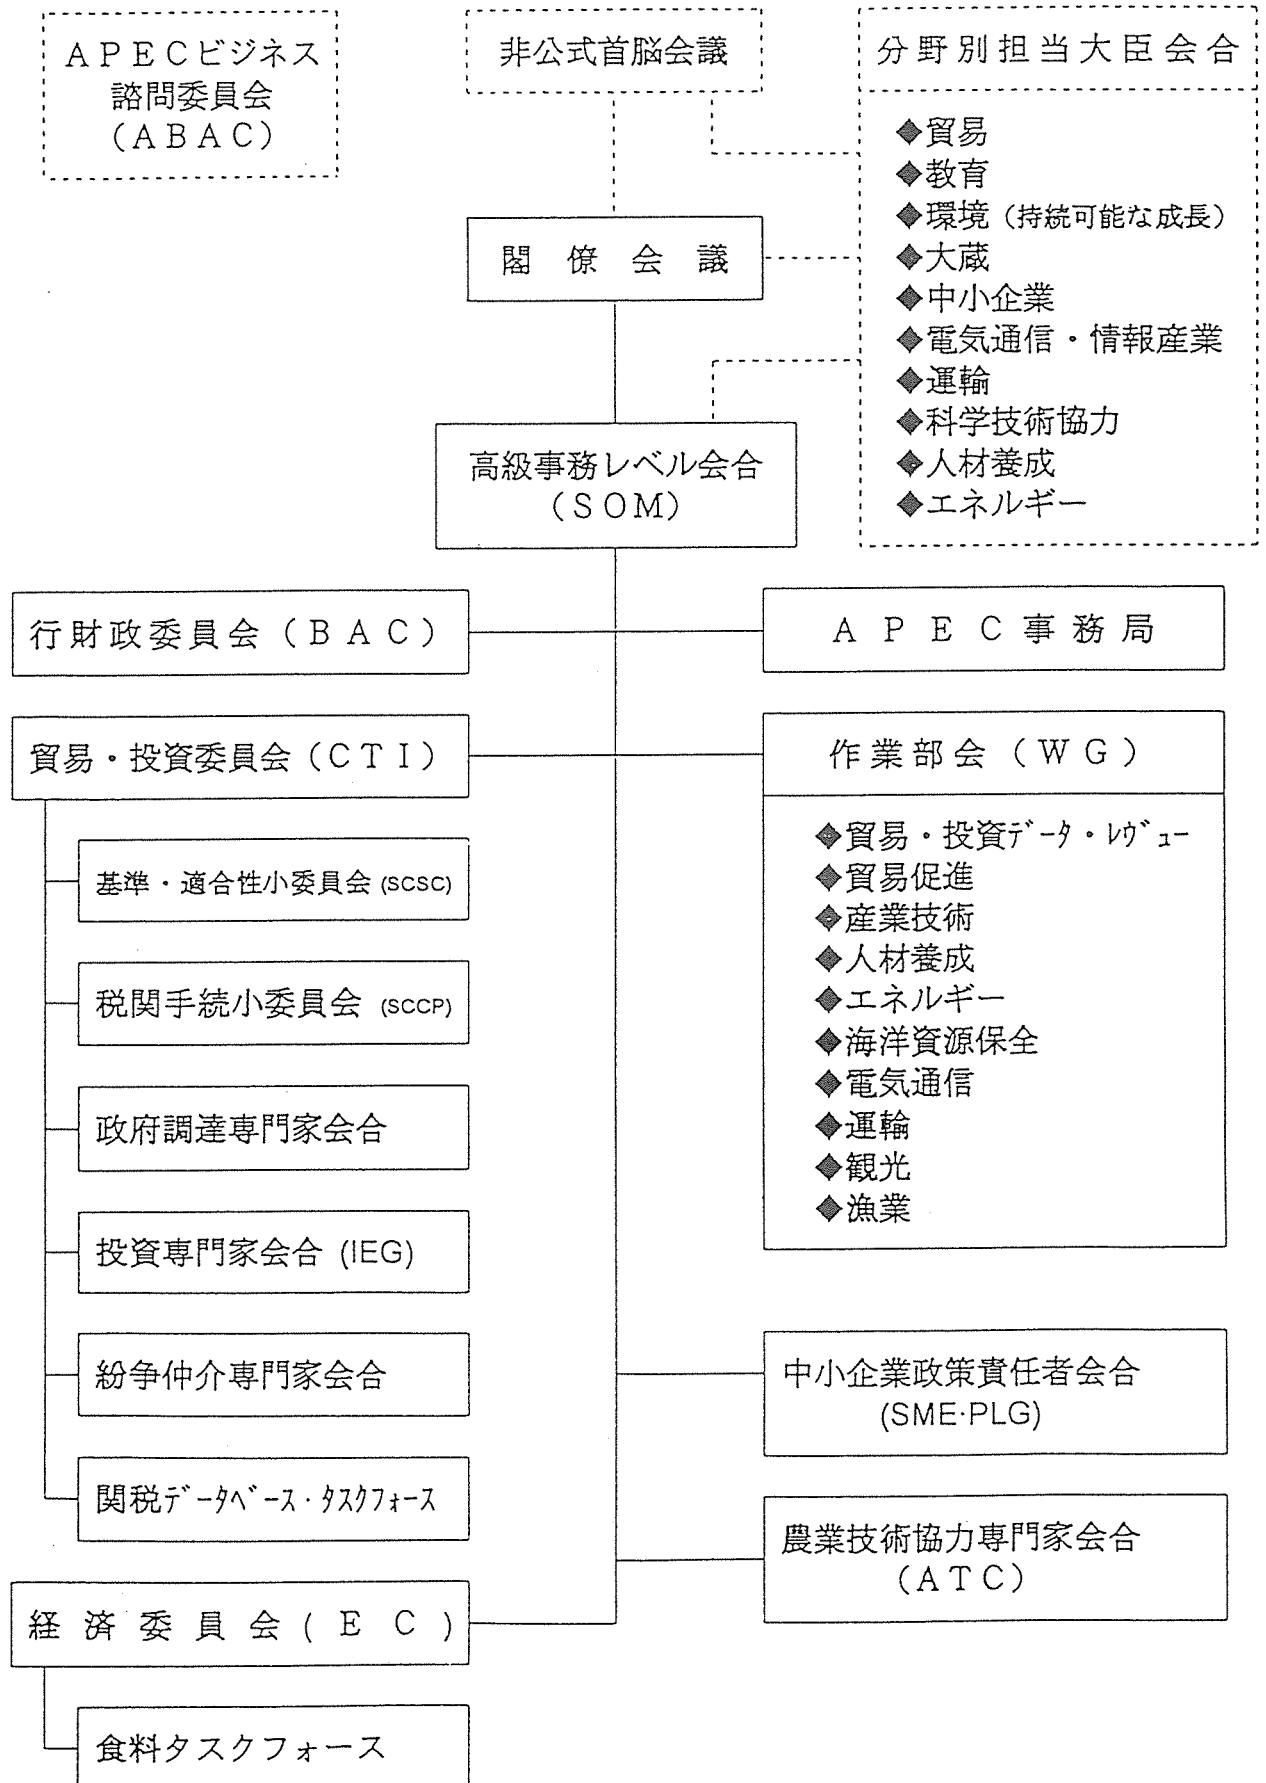 APECビジネス
諮問委員会
(ABAC)
非公式首脳会議
分野別担当大臣会合
◆貿易
◆教育
◆環境(持続可能な成長)
◆大蔵
◆中小企業
◆電気通信・情報産業
◆運輸
◆科学技術協力
◆人材養成
◆エネルギー
閣僚会議
高級事務レベル会合
(SOM)
行財政委員会(BAC)
APEC事務局
貿易・投資委員会(CTI)
基準・適合性小委員会(SCSC)
税関手続小委員会 (SCCP)
政府調達専門家会合
投資専門家会合 (IEG)
紛争仲介専門家会合
関税データベース・タスクフォース
作業部会(WG)
◆貿易・投資データ・レヴュー
◆貿易促進
◆産業技術
◆人材養成
◆エネルギー
◆海洋資源保全
◆電気通信
◆運輸
◆観光
◆漁業
中小企業政策責任者会合
(SME・PLG)
農業技術協力専門家会合
(ATC)
経済委員会(EC)
食料タスクフォース